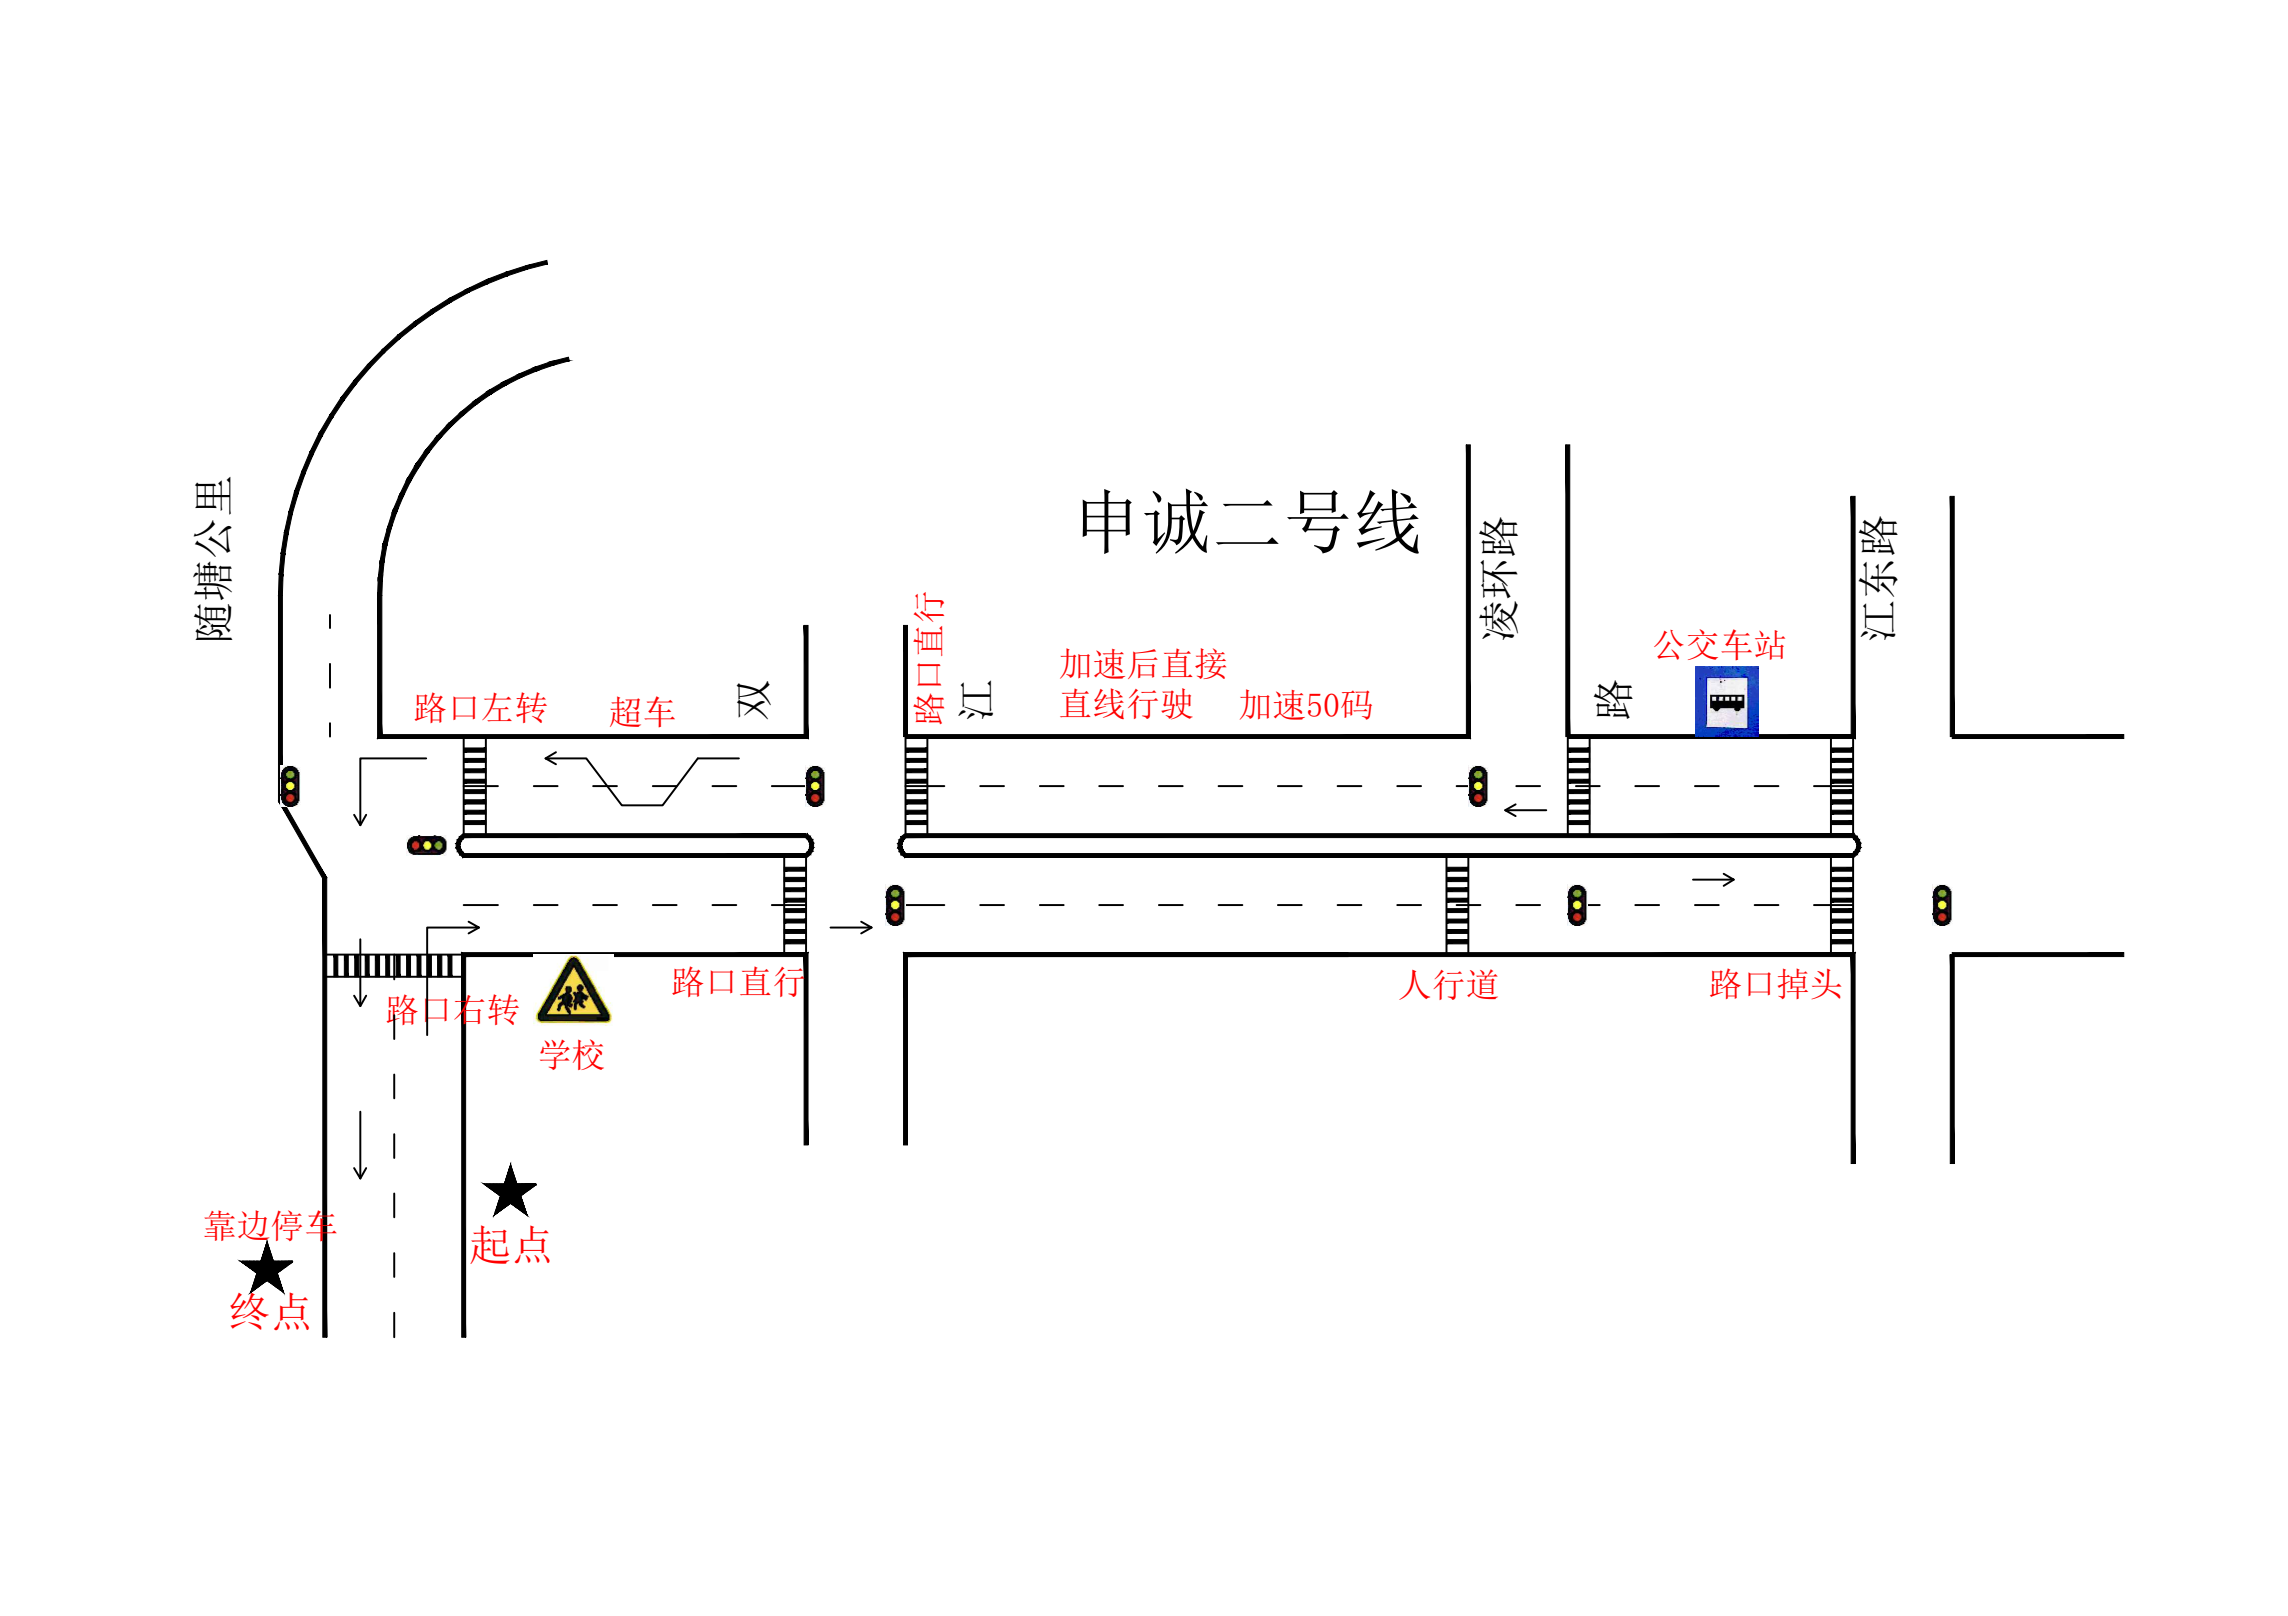 申诚二号线
随塘公里
凌环路
江东路
路口直行
公交车站
加速后直接
直线行驶
加速50码
路口左转
超车
双
江
路
路口直行
人行道
路口掉头
路口右转
学校
靠边停车
起点
终点